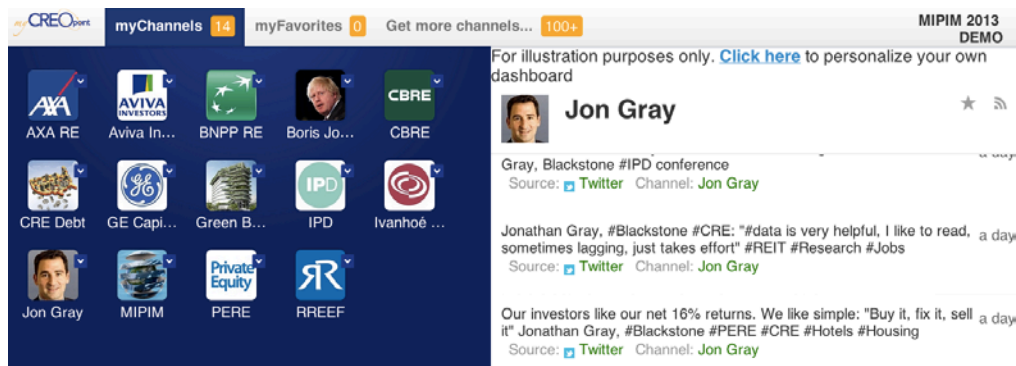 my CREOpoint
myChannels 14
myFavorites 0
Get more channels... 100+
MIPIM 2013
DEMO
AXA
AVIVA
INVESTORS
CBRE
AXA RE
Aviva In...
BNPP RE
Boris Jo...
CBRE
IPD
CRE Debt
GE Capi...
Green B...
IPD
Ivanhoé ...
Private
Equity
RR
Jon Gray
MIPIM
PERE
RREEF
For illustration purposes only. Click here to personalize your own
dashboard
Jon Gray
Gray, Blackstone #IPD conference
a day
Source: Twitter Channel: Jon Gray
Jonathan Gray, #Blackstone #CRE: "#data is very helpful, I like to read,
sometimes lagging, just takes effort" #REIT #Research #Jobs
a day
Source: Twitter Channel: Jon Gray
Our investors like our net 16% returns. We like simple: "Buy it, fix it, sell
it" Jonathan Gray, #Blackstone #PERE #CRE #Hotels #Housing
a day
Source: Twitter Channel: Jon Gray